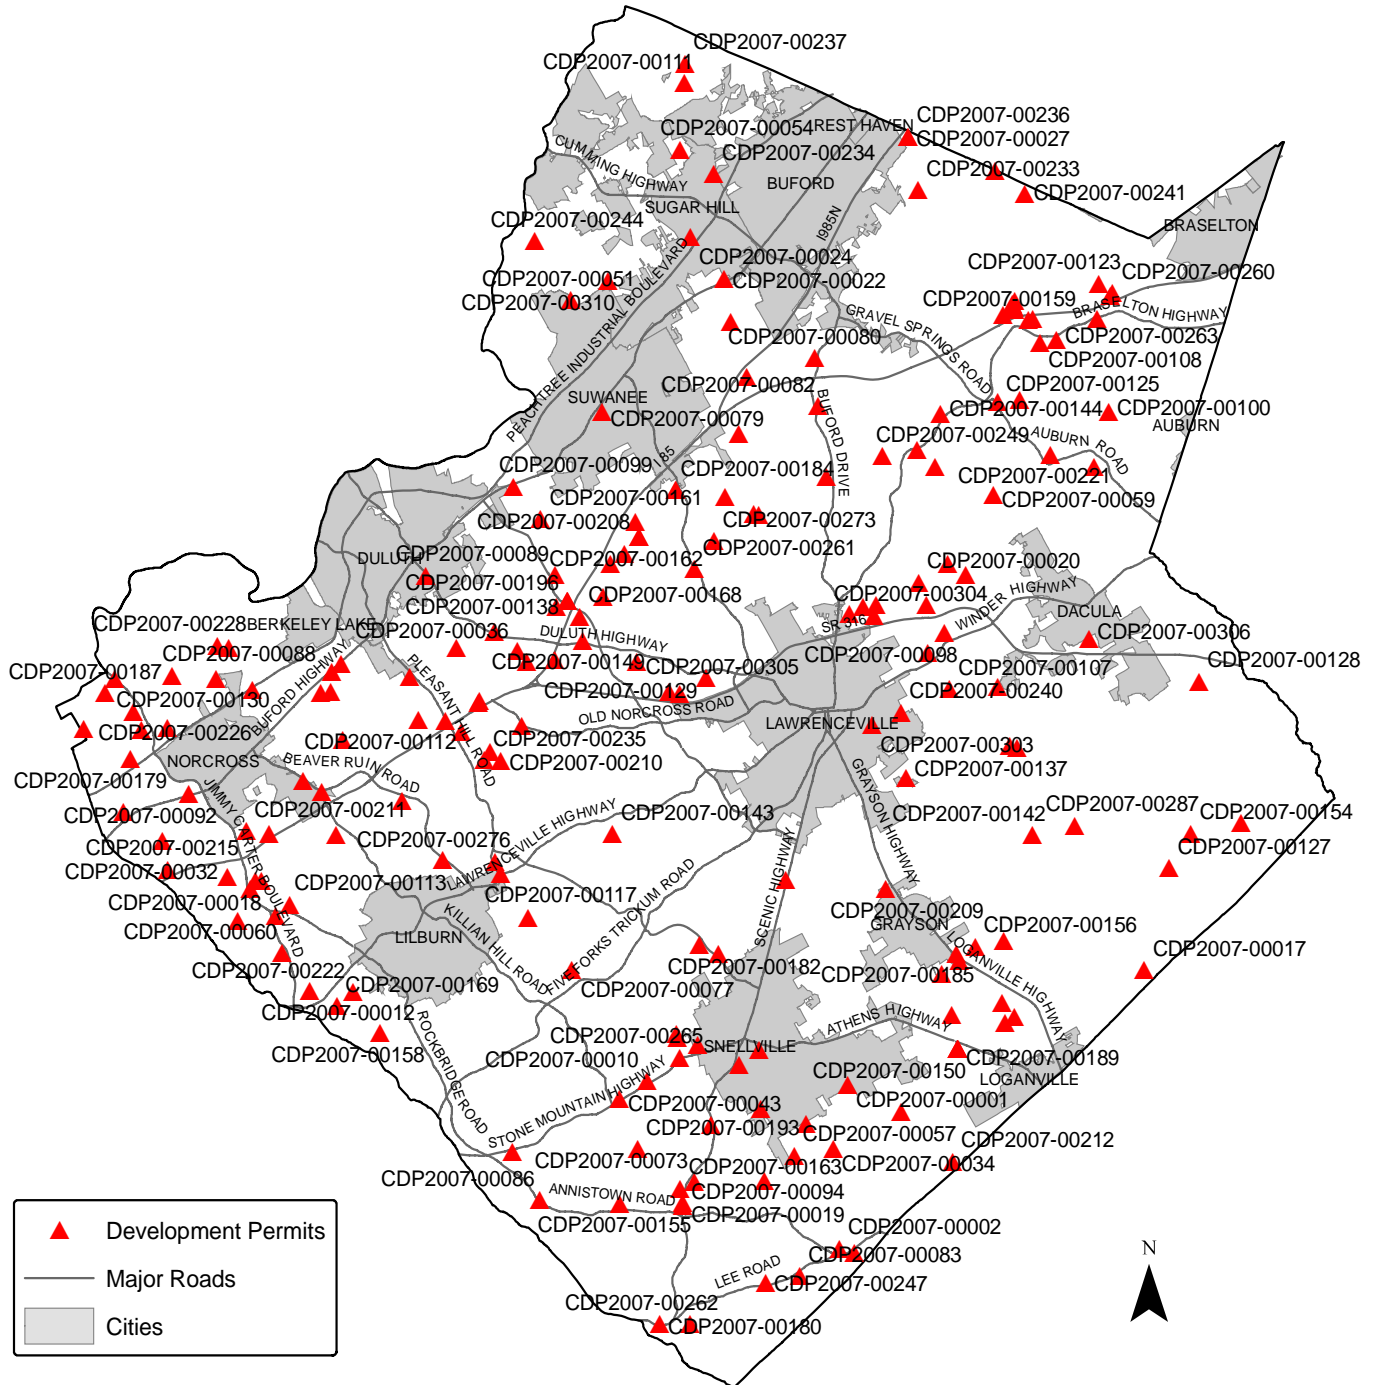 CDP2007-00237
CDP2007-00111
CDP2007-00236
CDP2007-00054
REST HAVEN
CDP2007-00027
CUMMING HIGHWAY
CDP2007-00234
CDP2007-00233
BUFORD
CDP2007-00241
SUGAR HILL
CDP2007-00244
I985N
BRASELTON
CDP2007-00024
CDP2007-00123
CDP2007-00051
CDP2007-00022
CDP2007-00260
CDP2007-00310
CDP2007-00159
PEACHTREE INDUSTRIAL BOULEVARD
GRAVEL SPRINGS ROAD
BRASELTON HIGHWAY
CDP2007-00080
CDP2007-00263
CDP2007-00108
CDP2007-00082
CDP2007-00125
SUWANEE
BUFORD DRIVE
CDP2007-00144
CDP2007-00100
CDP2007-00079
AUBURN
CDP2007-00249
AUBURN ROAD
I 85
CDP2007-00099
CDP2007-00184
CDP2007-00221
CDP2007-00161
CDP2007-00059
CDP2007-00208
CDP2007-00273
CDP2007-00261
DULUTH
CDP2007-00089
CDP2007-00162
CDP2007-00020
CDP2007-00196
CDP2007-00168
CDP2007-00304
WINDER HIGHWAY
CDP2007-00138
DACULA
CDP2007-00228
BERKELEY LAKE
CDP2007-00036
DULUTH HIGHWAY
SR 316
CDP2007-00306
CDP2007-00088
CDP2007-00098
CDP2007-00128
CDP2007-00187
CDP2007-00149
CDP2007-00305
CDP2007-00107
CDP2007-00130
BUFORD HIGHWAY
PLEASANT HILL ROAD
CDP2007-00129
CDP2007-00240
OLD NORCROSS ROAD
LAWRENCEVILLE
CDP2007-00226
CDP2007-00112
CDP2007-00235
CDP2007-00303
NORCROSS
BEAVER RUIN ROAD
CDP2007-00210
CDP2007-00137
CDP2007-00179
JIMMY CARTER BOULEVARD
GRAYSON HIGHWAY
CDP2007-00092
CDP2007-00211
CDP2007-00143
CDP2007-00142
CDP2007-00287
CDP2007-00154
CDP2007-00215
CDP2007-00276
LAWRENCEVILLE HIGHWAY
CDP2007-00127
CDP2007-00032
CDP2007-00113
CDP2007-00117
SCENIC HIGHWAY
CDP2007-00018
CDP2007-00209
CDP2007-00060
LILBURN
KILLIAN HILL ROAD
FIVE FORKS TRICKUM ROAD
GRAYSON
CDP2007-00156
LOGANVILLE HIGHWAY
CDP2007-00017
CDP2007-00222
CDP2007-00182
CDP2007-00185
CDP2007-00169
CDP2007-00077
CDP2007-00012
ROCKBRIDGE ROAD
ATHENS HIGHWAY
CDP2007-00265
SNELLVILLE
CDP2007-00158
CDP2007-00010
CDP2007-00189
CDP2007-00150
LOGANVILLE
STONE MOUNTAIN HIGHWAY
CDP2007-00043
CDP2007-00001
CDP2007-00193
CDP2007-00057
CDP2007-00212
CDP2007-00073
CDP2007-00163
CDP2007-00034
CDP2007-00086
ANNISTOWN ROAD
CDP2007-00094
CDP2007-00155
CDP2007-00019
CDP2007-00002
CDP2007-00083
LEE ROAD
CDP2007-00247
CDP2007-00262
CDP2007-00180
Development Permits
Major Roads
Cities
N